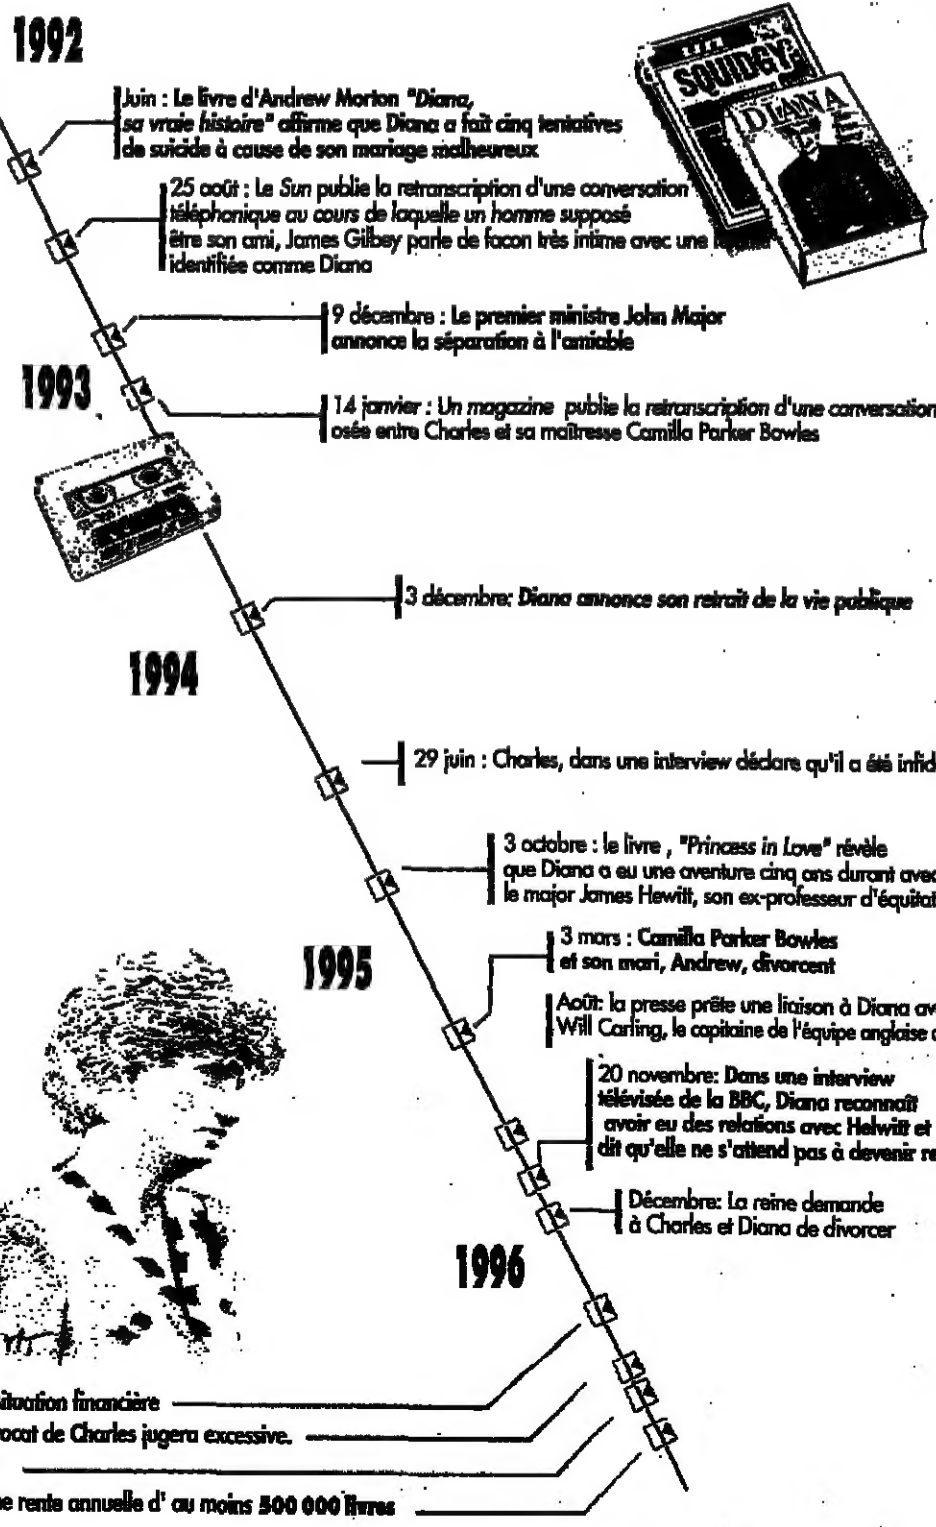 1992
SQUIDGY
DIANA
Juin : Le livre d'Andrew Morton "Diana,
sa vraie histoire" affirme que Diana a fait cinq tentatives
de suicide à cause de son mariage malheureux
25 août : Le Sun publie la retranscription d'une conversation
téléphonique au cours de laquelle un homme supposé
être son ami, James Gilbey parle de facon très intime avec une
identifiée comme Diana
9 décembre : Le premier ministre John Major
annonce la séparation à l'amiable
1993
14 janvier : Un magazine publie la retranscription d'une conversation
osée entre Charles et sa maîtresse Camilla Parker Bowles
3 décembre: Diana annonce son retrait de la vie publique
1994
29 juin : Charles, dans une interview déclare qu'il a été infid
3 octobre : le livre , "Princess in Love" révèle
que Diana a eu une aventure cinq ans durant avec
le major James Hewitt, son ex-professeur d'équitat
1995
3 mars : Camilla Parker Bowles
et son mari, Andrew, divorcent
Août: la presse prête une liaison à Diana av
Will Carling, le capitaine de l'équipe anglaise
20 novembre: Dans une interview
télévisée de la BBC, Diana reconnaît
avoir eu des relations avec Helwitt et
dit qu'elle ne s'attend pas à devenir re
Décembre: La reine demande
à Charles et Diana de divorcer
1996
situation financière
ocat de Charles jugera excessive.
ne rente annuelle d' au moins 500 000 livres